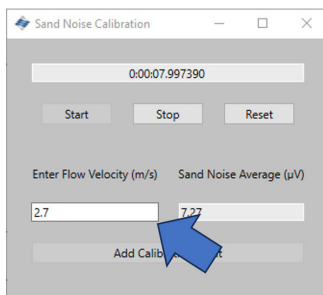 Sand Noise Calibration
0:00:07.997390
Start Stop Reset
Enter Flow Velocity (m/s) Sand Noise Average (µV)
2.7 7.27
Add